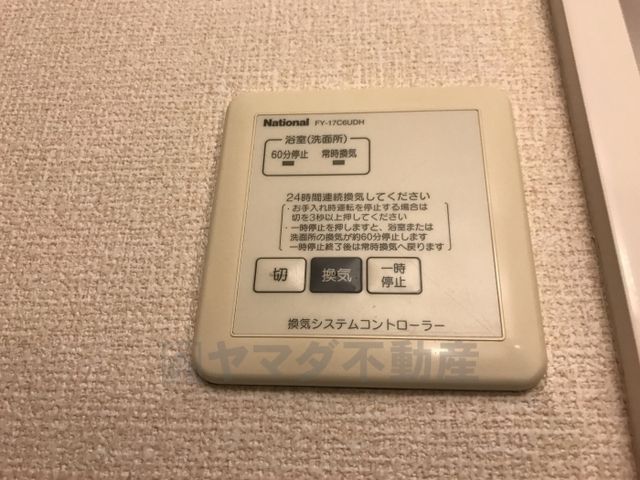 National FY-17C6UDH
浴室(洗面所)
60分停止 常時換気
24時間連続換気してください
・お手入れ時運転を停止する場合は
切を3秒以上押してください
・一時停止を押しますと、浴室または
洗面所の換気が約60分停止します
一時停止終了後は常時換気へ戻ります
切 換気 一時
停止
換気システムコントローラー
㈱ヤマダ不動産